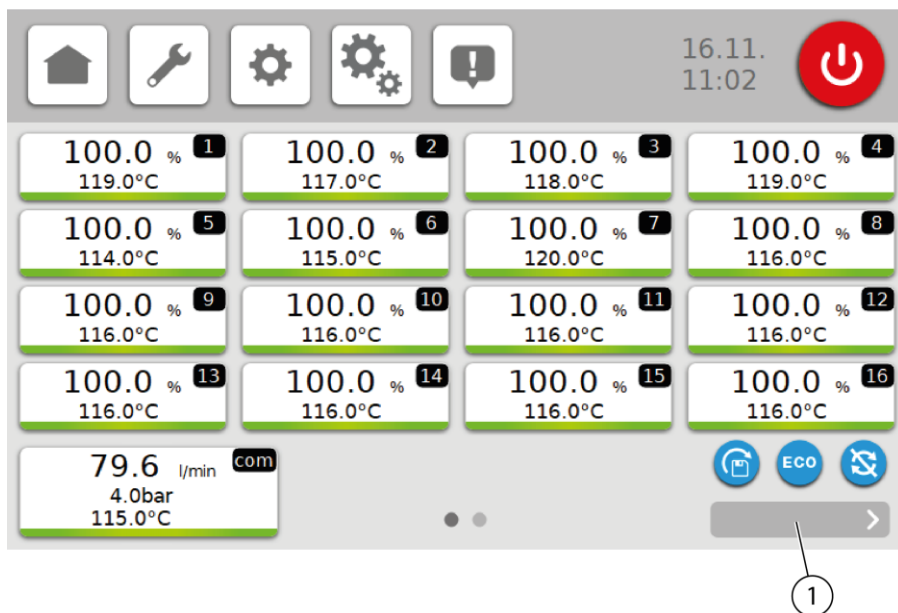 16.11.
11:02
100.0 % 1
119.0°C
100.0 % 2
117.0°C
100.0 % 3
118.0°C
100.0 % 4
119.0°C
100.0 % 5
114.0°C
100.0 % 6
115.0°C
100.0 % 7
120.0°C
100.0 % 8
116.0°C
100.0 % 9
116.0°C
100.0 % 10
116.0°C
100.0 % 11
116.0°C
100.0 % 12
116.0°C
100.0 % 13
116.0°C
100.0 % 14
116.0°C
100.0 % 15
116.0°C
100.0 % 16
116.0°C
79.6 l/min com
4.0bar
115.0°C
ECO
1